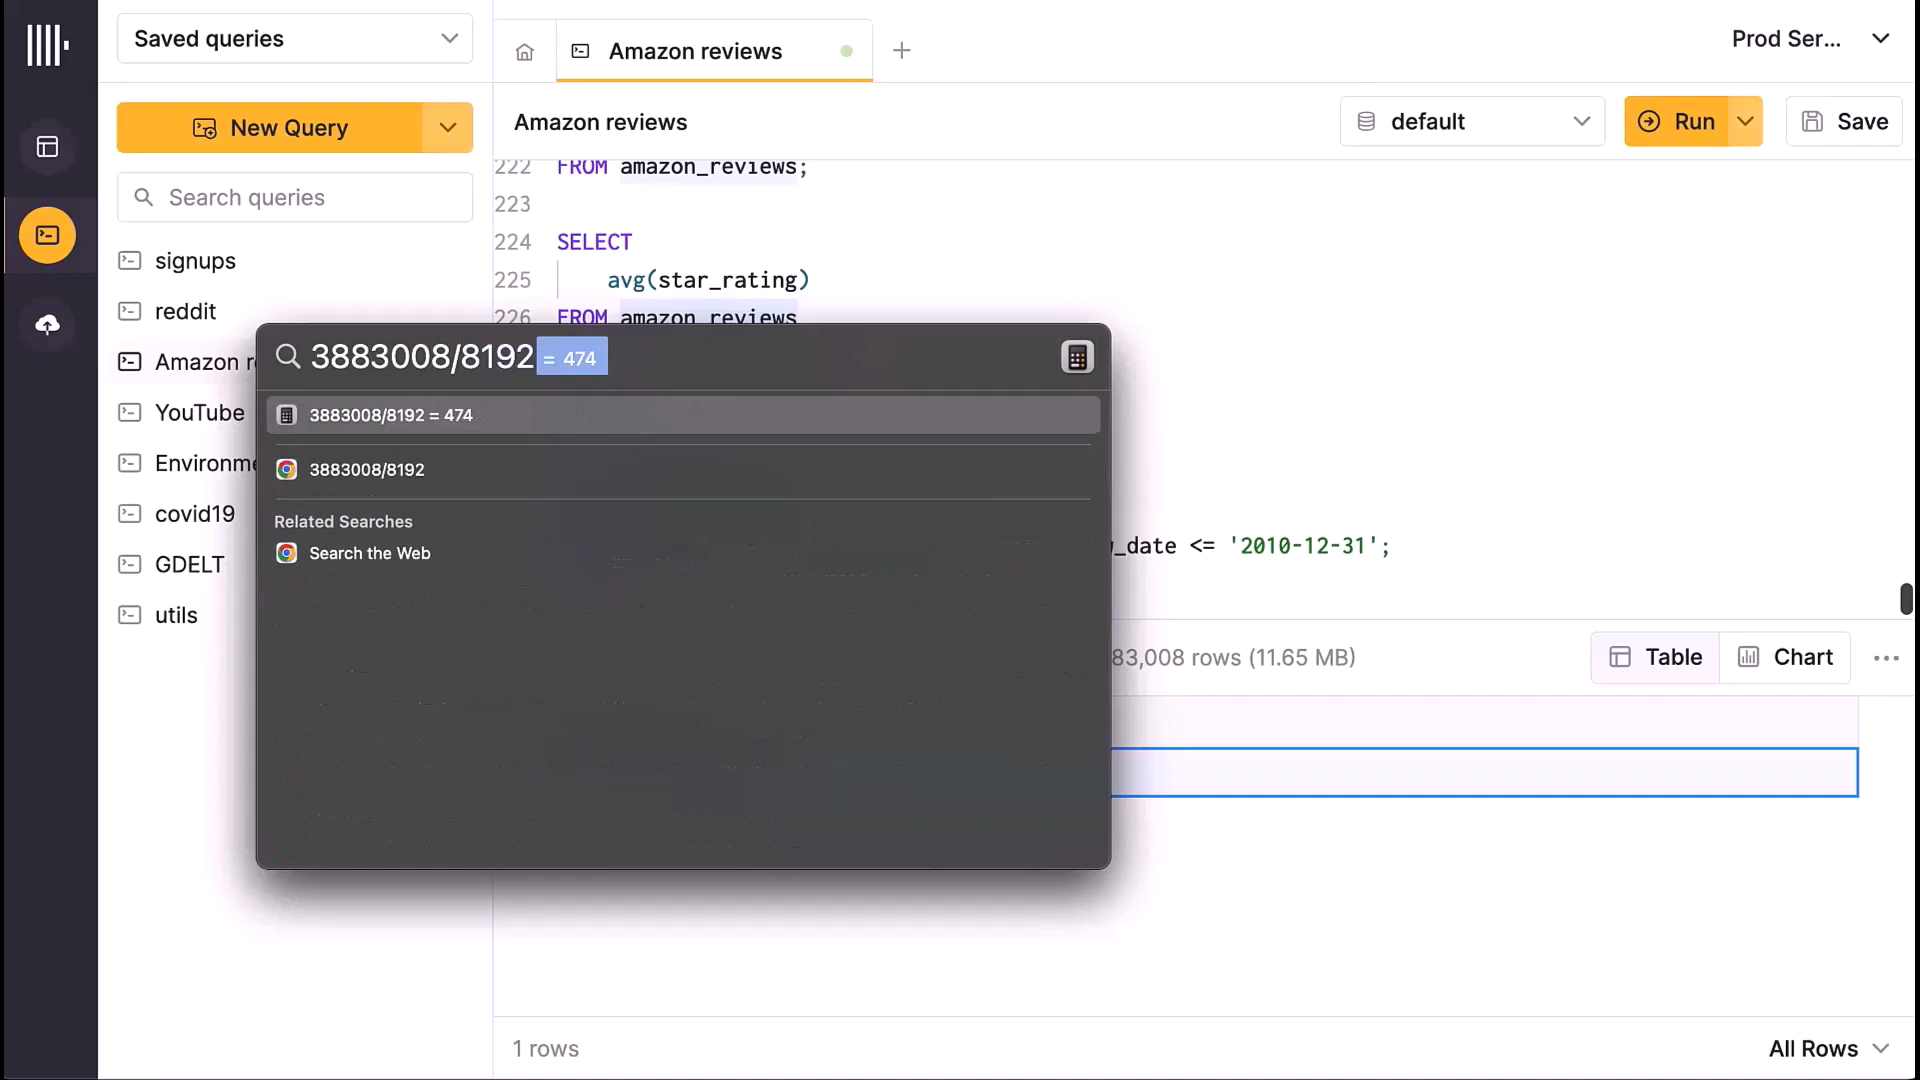 Saved queries
Amazon reviews
Prod Ser...
New Query
Amazon reviews
default
Run
Save
Search queries
222 FROM amazon_reviews;
223
224 SELECT
225 avg(star_rating)
226 FROM amazon_reviews
signups
reddit
Amazon r
YouTube
Environme
covid19
GDELT
utils
3883008/8192 = 474
3883008/8192 = 474
3883008/8192
Related Searches
Search the Web
_date <= '2010-12-31';
83,008 rows (11.65 MB)
Table
Chart
1 rows
All Rows